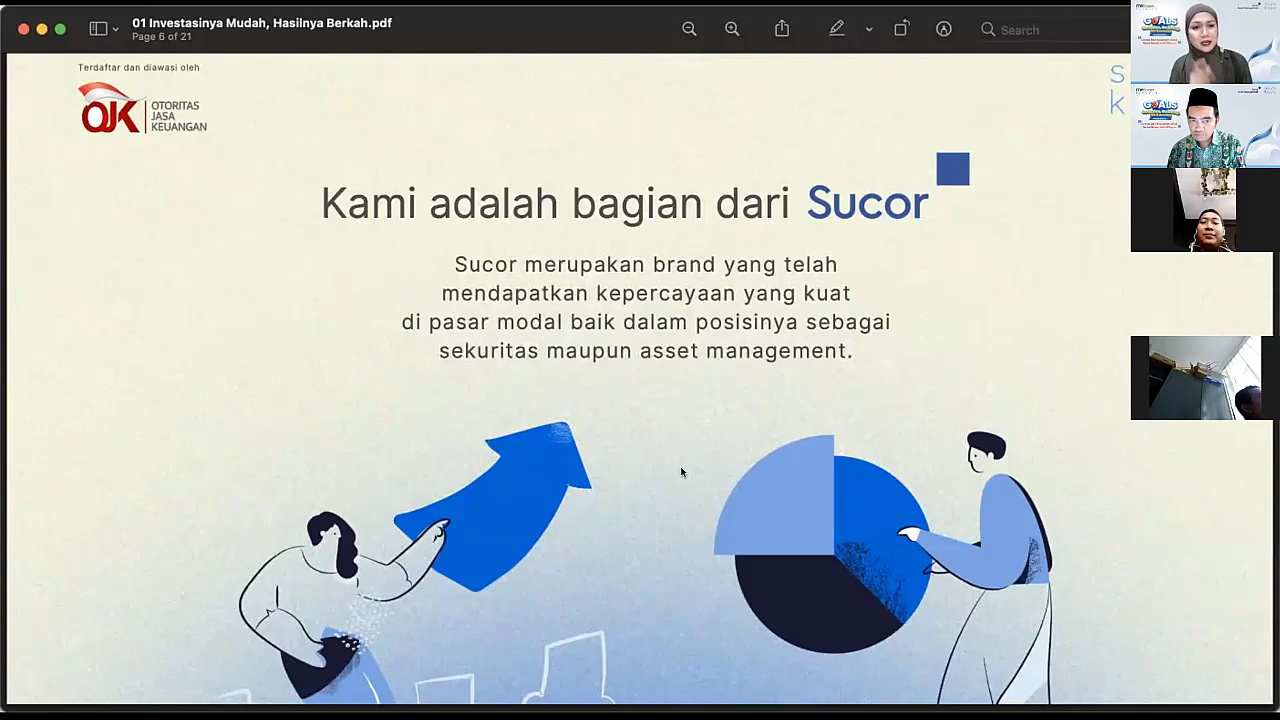 01 Investasinya Mudah, Hasilnya Berkah.pdf
Page 6 of 21
Search
Terdaftar dan diawasi oleh
OJK
OTORITAS
JASA
KEUANGAN
S
k
Kami adalah bagian dari Sucor
Sucor merupakan brand yang telah
mendapatkan kepercayaan yang kuat
di pasar modal baik dalam posisinya sebagai
sekuritas maupun asset management.
GOALS
GOALS